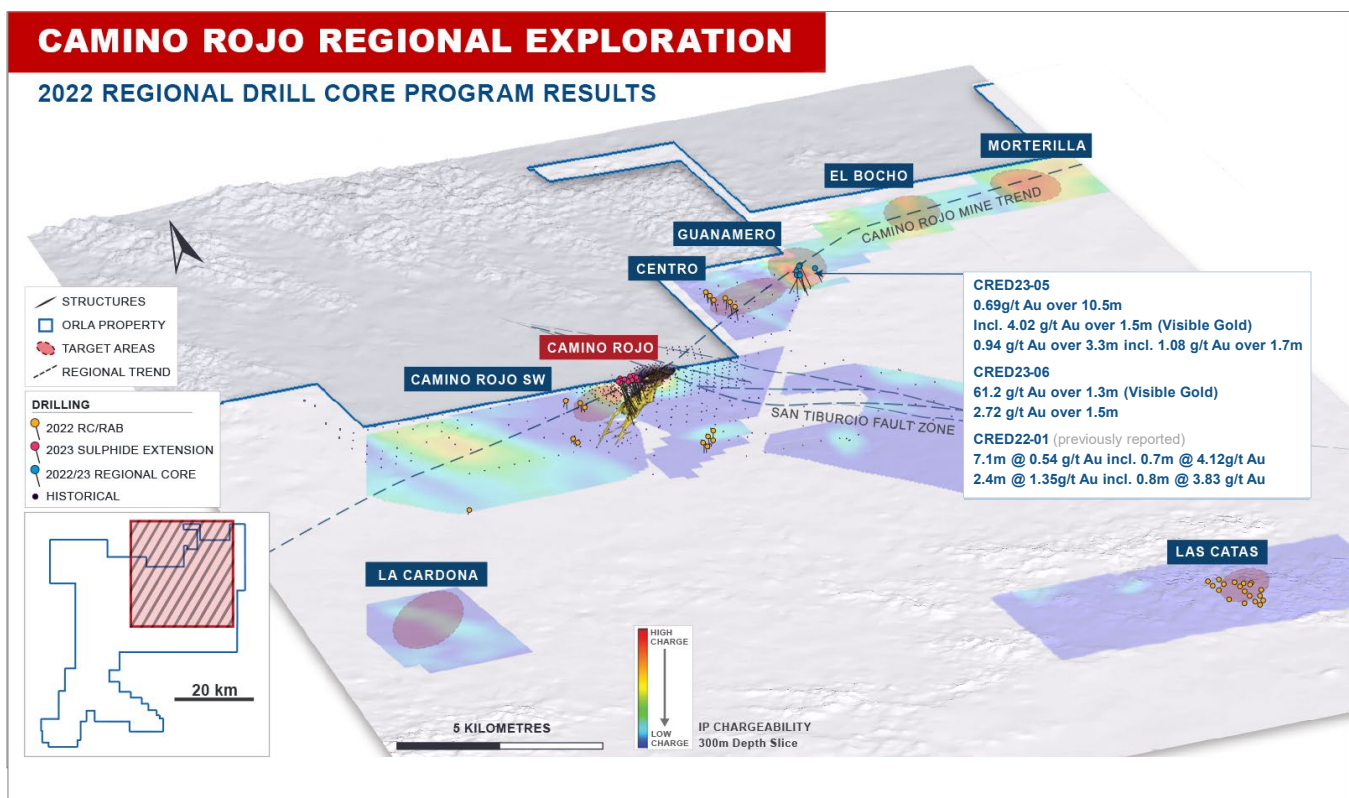 CAMINO ROJO REGIONAL EXPLORATION
2022 REGIONAL DRILL CORE PROGRAM RESULTS
MORTERILLA
EL BOCHO
CAMINO ROJO MINE TREND
GUANAMERO
CENTRO
CAMINO ROJO
CAMINO ROJO SW
SAN TIBURCIO FAULT ZONE
STRUCTURES
ORLA PROPERTY
TARGET AREAS
REGIONAL TREND
DRILLING
2022 RC/RAB
2023 SULPHIDE EXTENSION
2022/23 REGIONAL CORE
HISTORICAL
CRED23-05
0.69g/t Au over 10.5m
Incl. 4.02 g/t Au over 1.5m (Visible Gold)
0.94 g/t Au over 3.3m incl. 1.08 g/t Au over 1.7m
CRED23-06
61.2 g/t Au over 1.3m (Visible Gold)
2.72 g/t Au over 1.5m
CRED22-01 (previously reported)
7.1m @ 0.54 g/t Au incl. 0.7m @ 4.12g/t Au
2.4m @ 1.35g/t Au incl. 0.8m @ 3.83 g/t Au
LAS CATAS
LA CARDONA
20 km
5 KILOMETRES
HIGH
CHARGE
LOW
CHARGE
IP CHARGEABILITY
300m Depth Slice